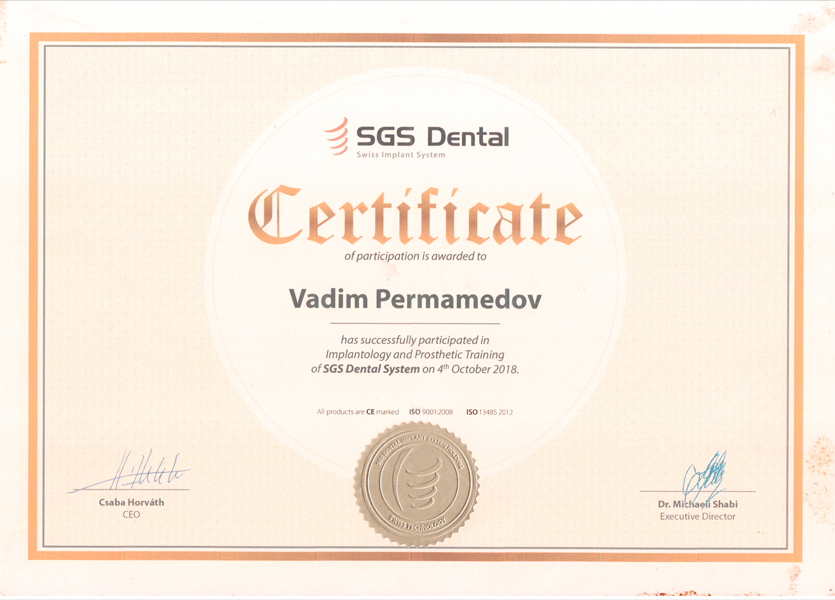 SGS Dental
Swiss Implant System
Certificate
of participation is awarded to
Vadim Permamedov
has successfully participated in
Implantology and Prosthetic Training
of SGS Dental System on 4th October 2018.
All products are CE marked ISO 9001:2008 ISO 13485 2012
SWISS TECHNOLOGY
Csaba Horváth
CEO
Dr. Michaeli Shabi
Executive Director